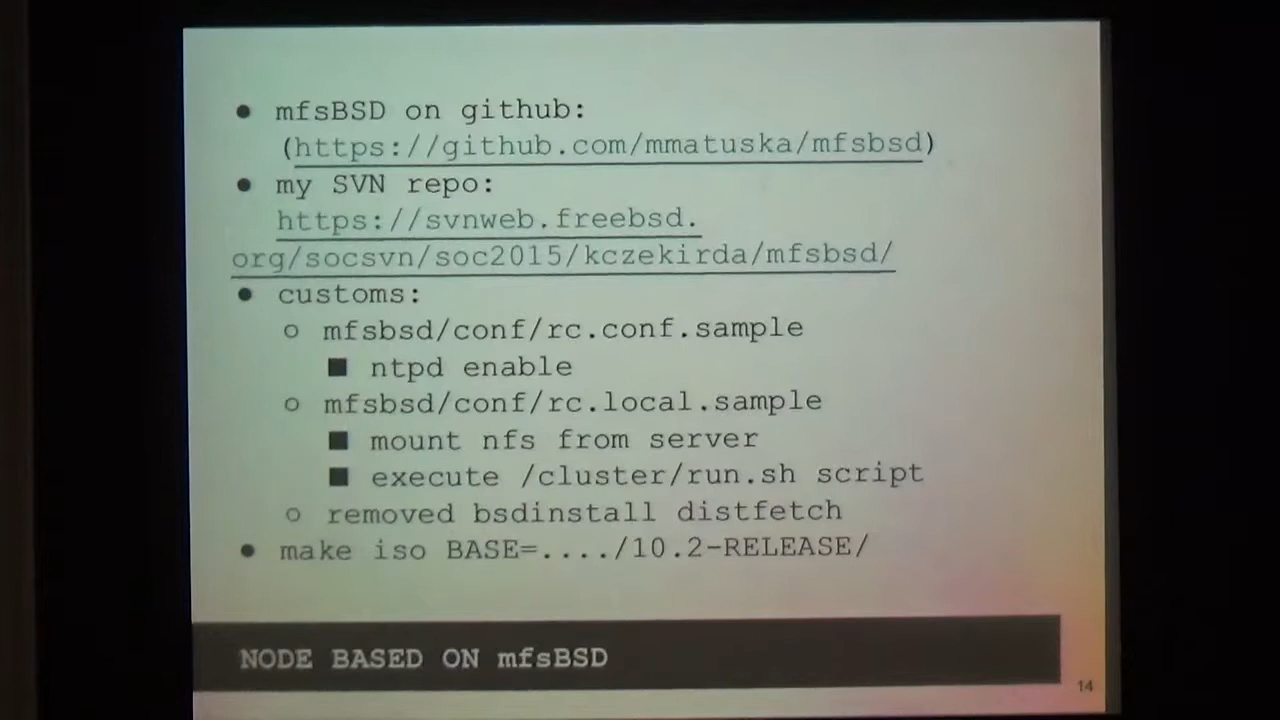 ● mfsBSD on github:
(https://github.com/mmatuska/mfsbsd)
● my SVN repo:
https://svnweb.freebsd.
org/socsvn/soc2015/kczekirda/mfsbsd/
● customs:
○ mfsbsd/conf/rc.conf.sample
■ ntpd enable
○ mfsbsd/conf/rc.local.sample
■ mount nfs from server
■ execute /cluster/run.sh script
○ removed bsdinstall distfetch
● make iso BASE=..../10.2-RELEASE/
NODE BASED ON mfsBSD
14